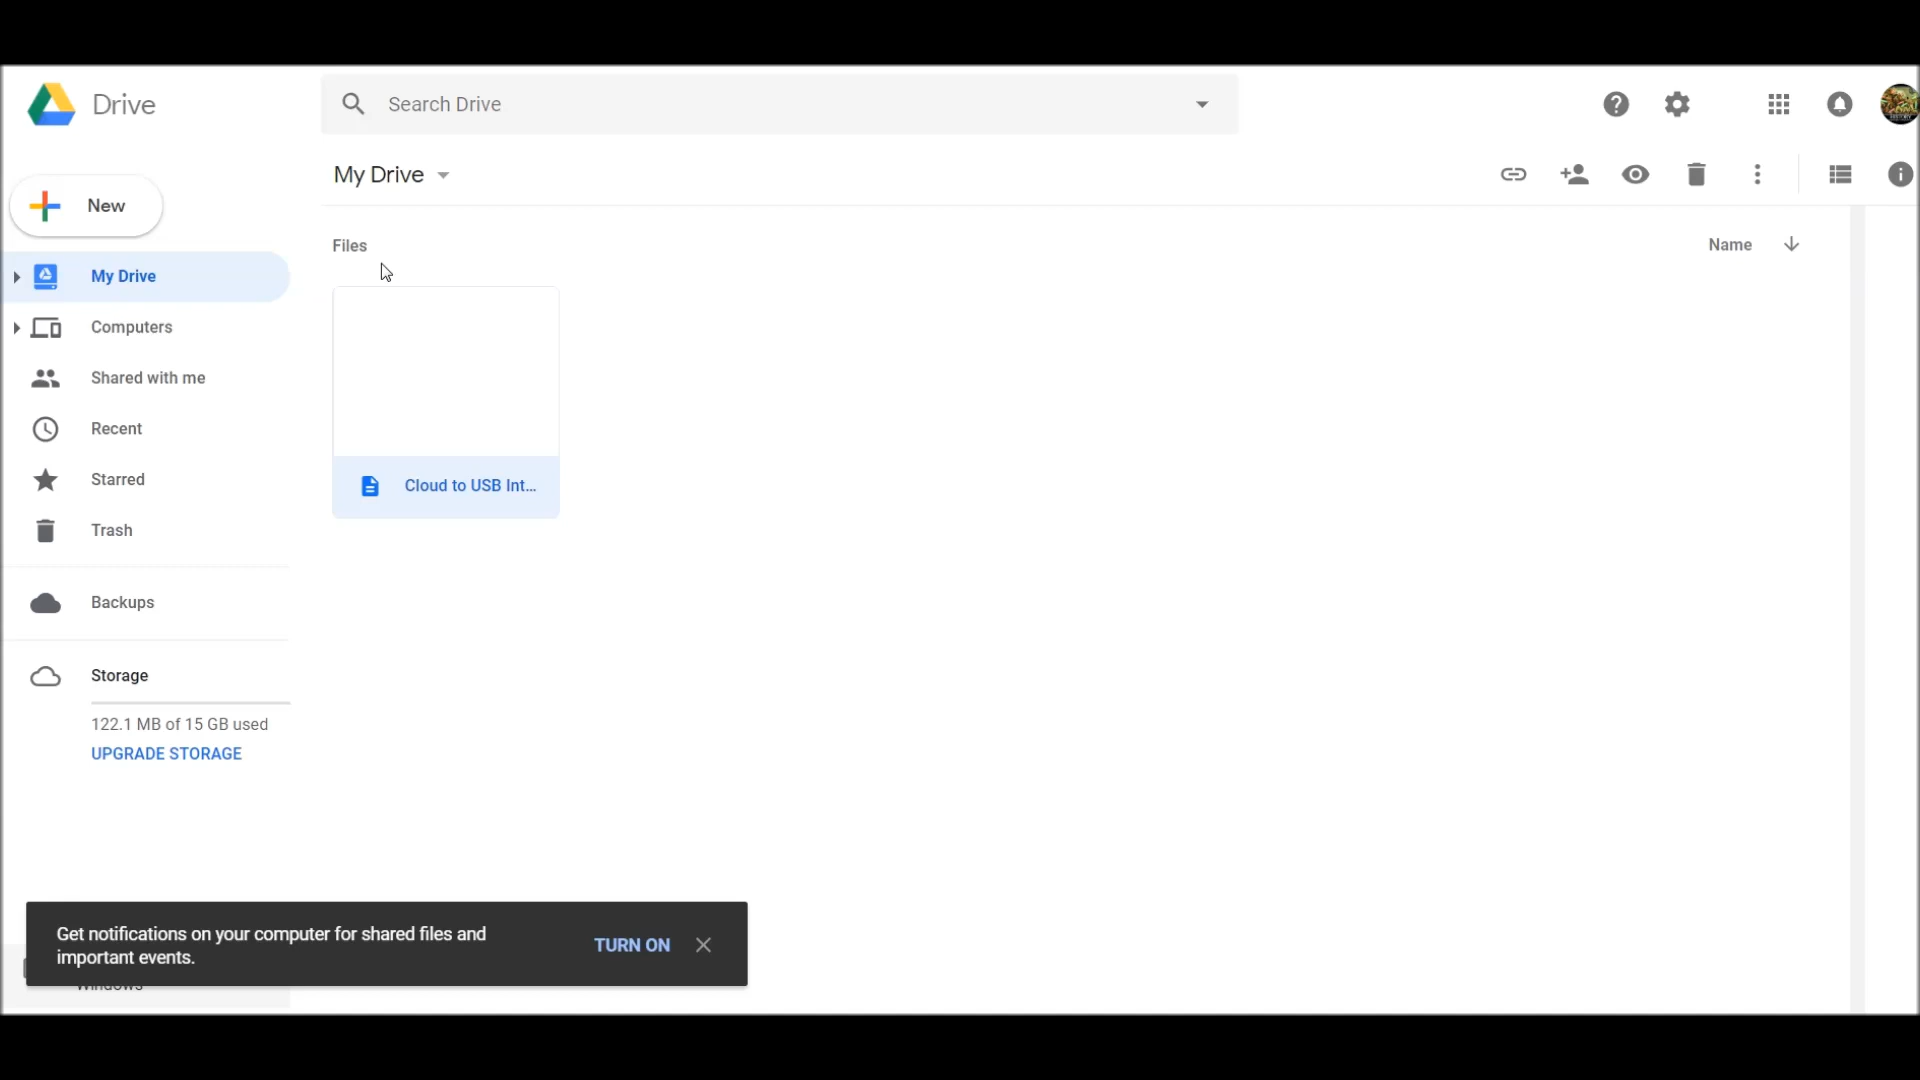 Drive
Search Drive
My Drive
New
Files
Name
My Drive
Computers
Shared with me
Recent
Cloud to USB Int...
Starred
Trash
Backups
Storage
122.1 MB of 15 GB used
UPGRADE STORAGE
Get notifications on your computer for shared files and
important events.
TURN ON
Windows